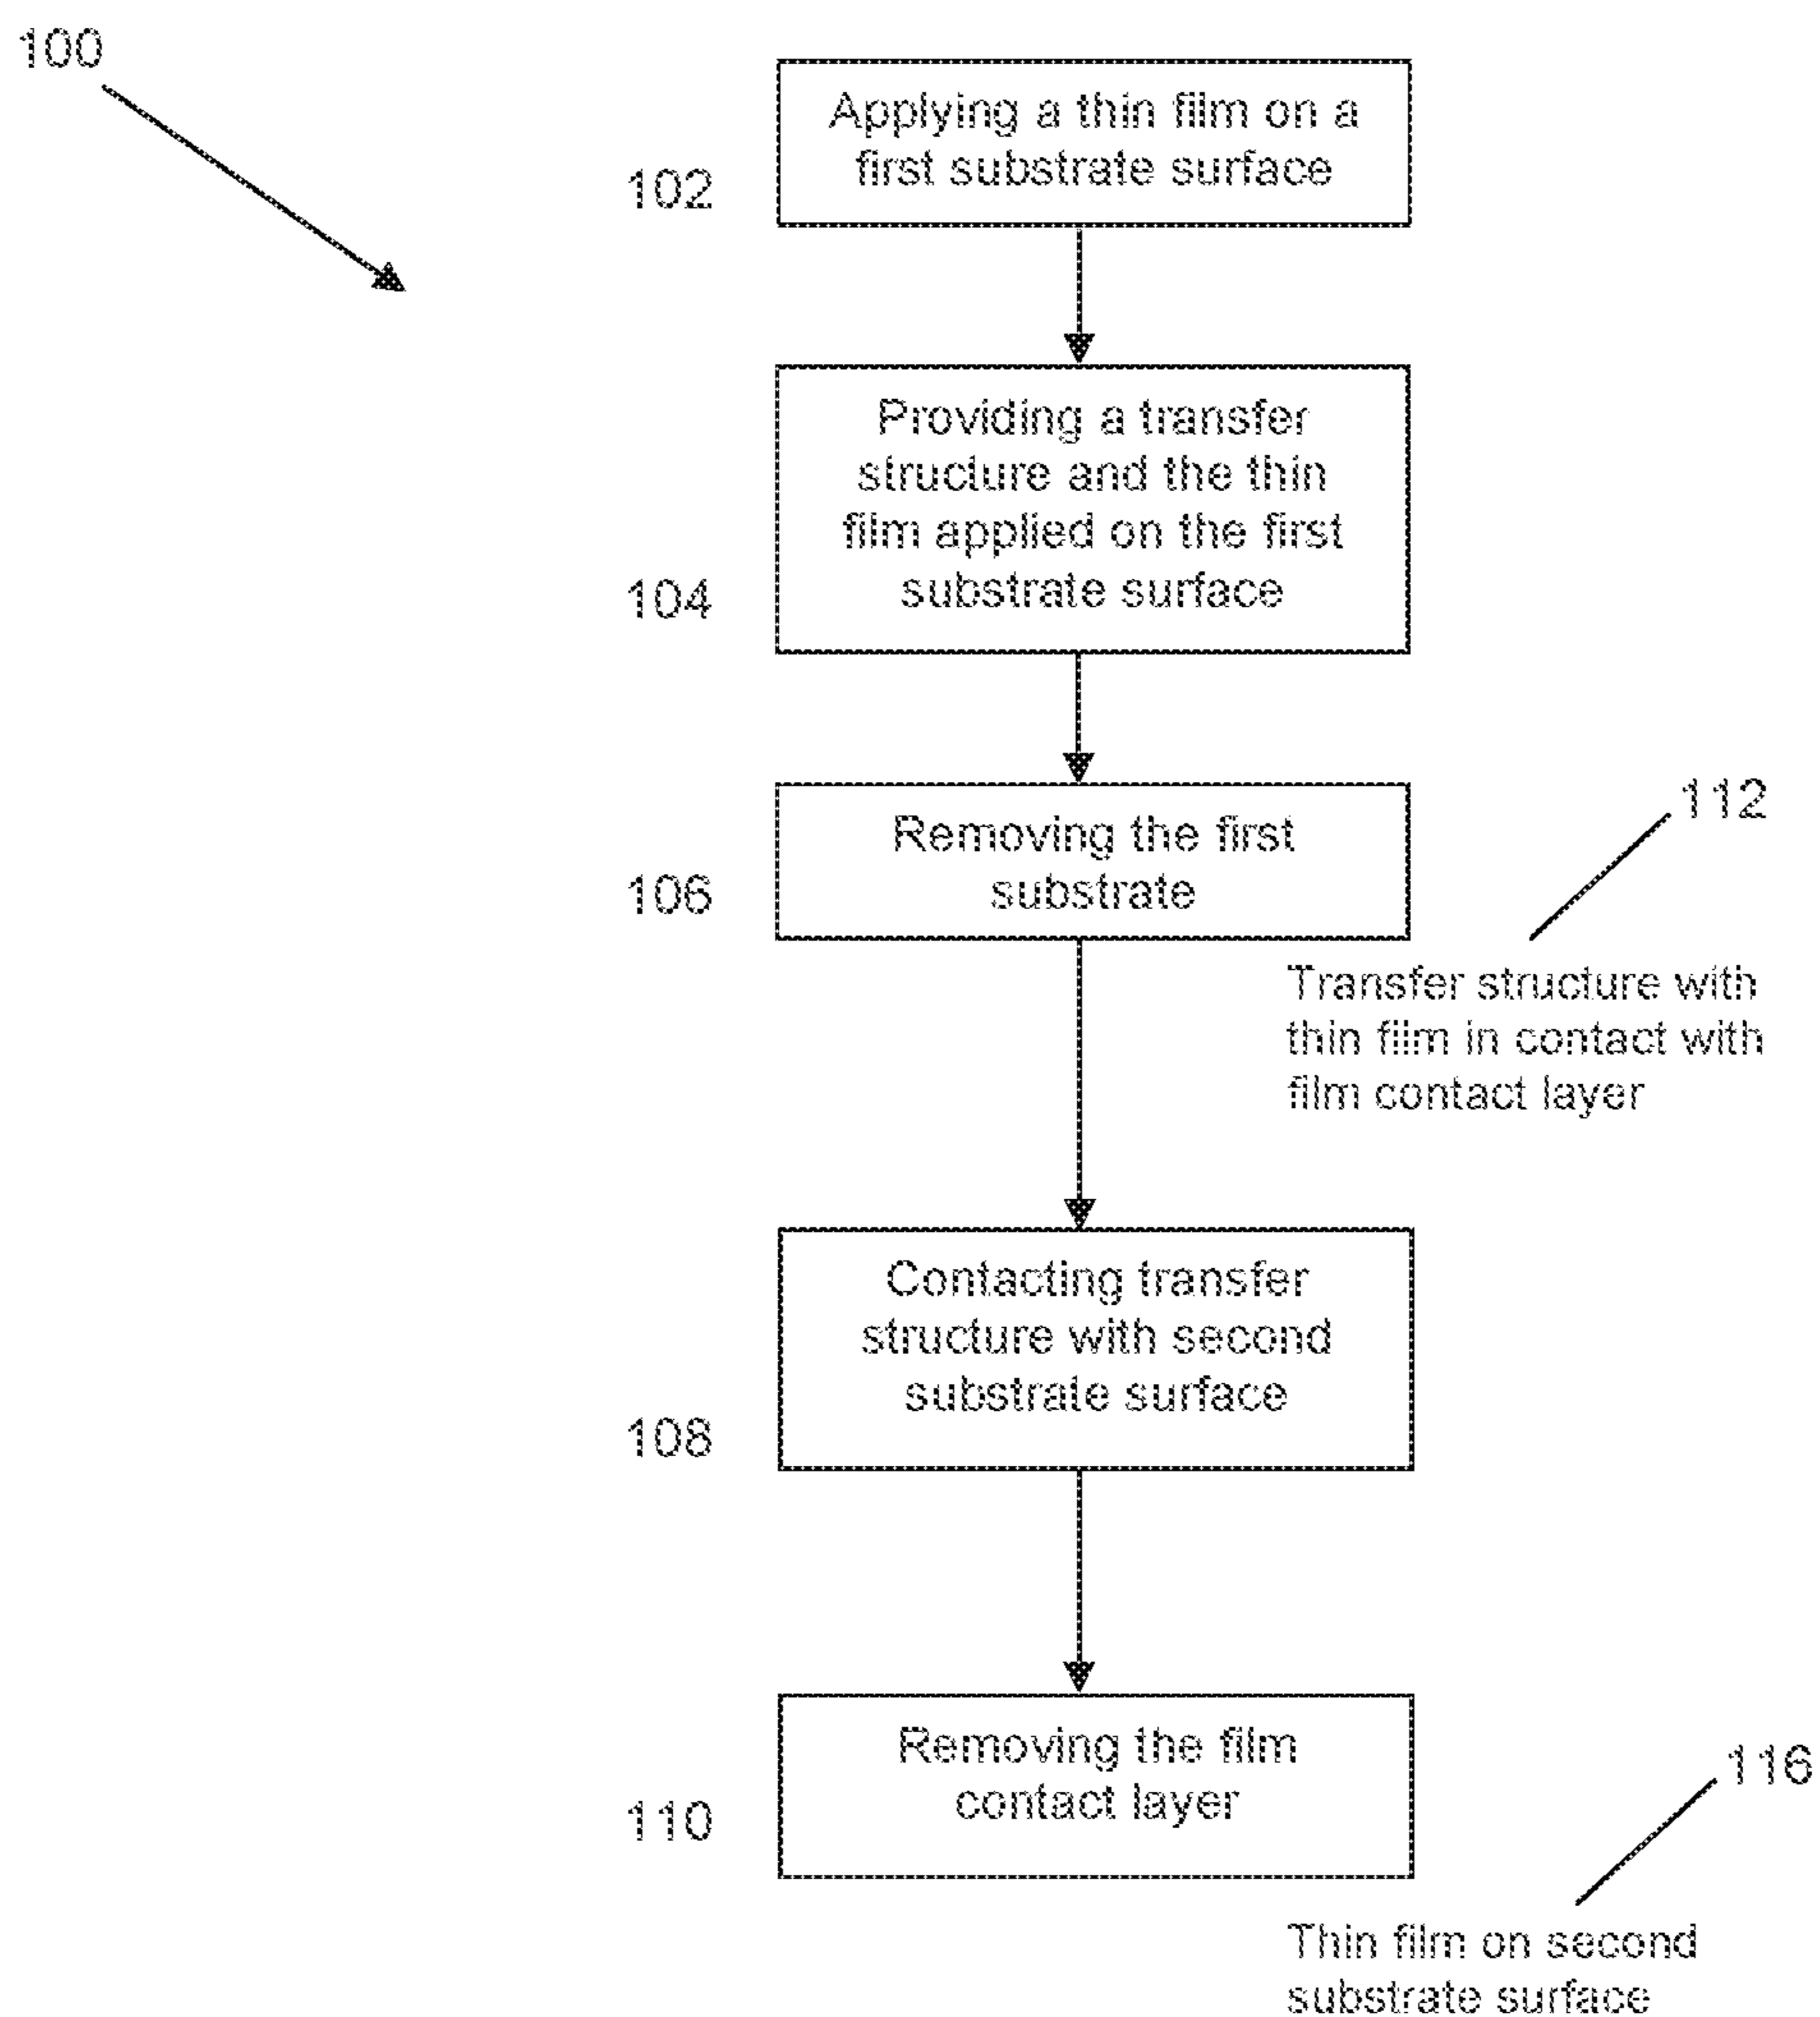 100
Applying a thin film on a
first substrate surface
102
Providing a transfer
structure and the thin
film applied on the first
substrate surface
104
Removing the first
substrate
106
112
Transfer structure with
thin film in contact with
film contact layer
Contacting transfer
structure with second
substrate surface
108
Removing the film
contact layer
110
116
Thin film on second
substrate surface